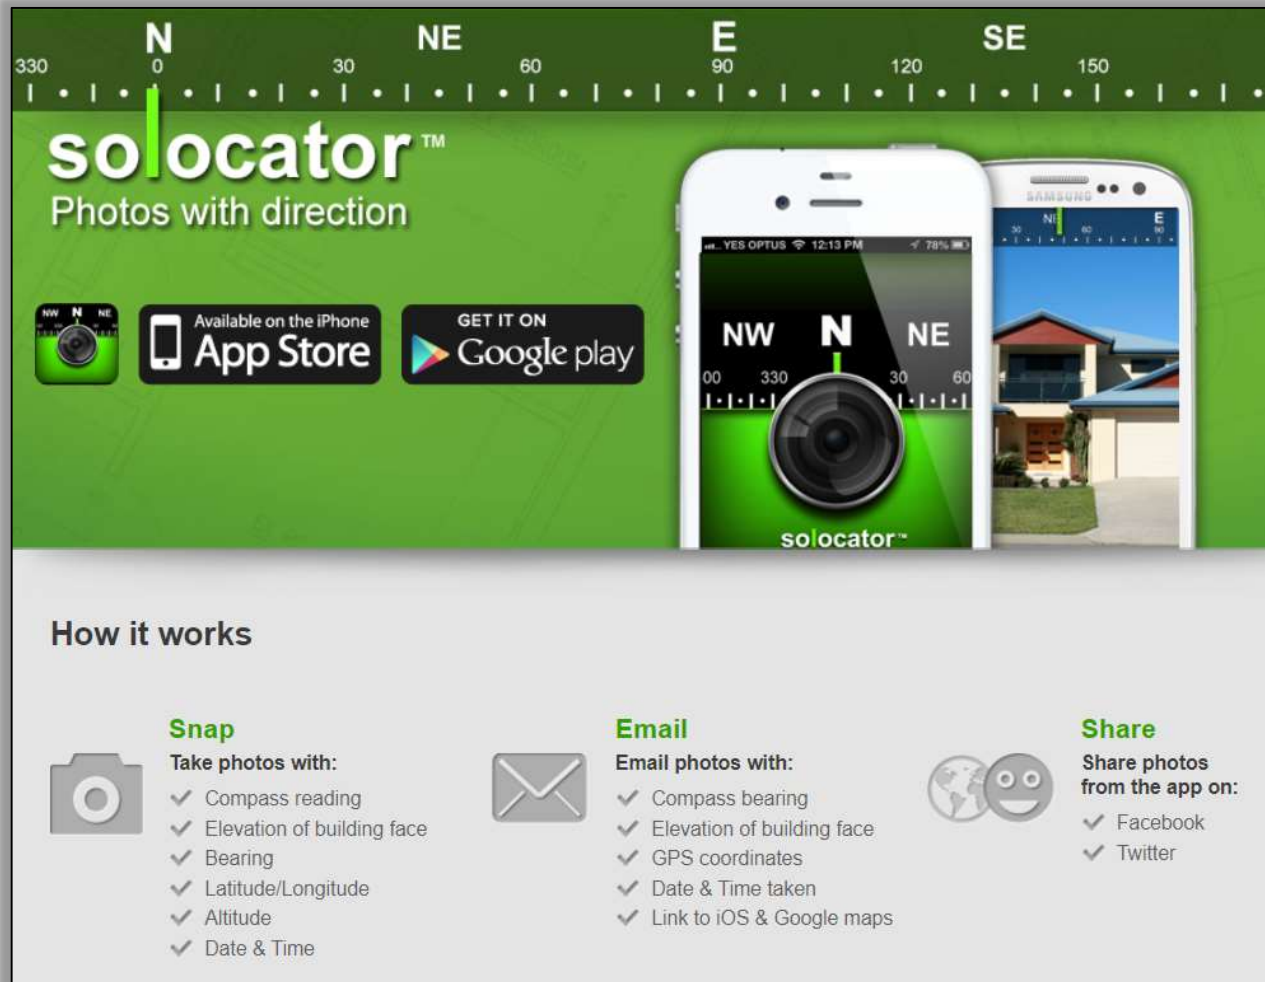 N NE E SE
330 0 30 60 90 120 150
solocator™
Photos with direction
NW N NE
Available on the iPhone
App Store
GET IT ON
Google play
YES OPTUS 12:13 PM 78%
NW N NE
00 330 30 60
solocator™
SAMSUNG
NE E
30 60 90
How it works
Snap
Take photos with:
Compass reading
Elevation of building face
Bearing
Latitude/Longitude
Altitude
Date & Time
Email
Email photos with:
Compass bearing
Elevation of building face
GPS coordinates
Date & Time taken
Link to iOS & Google maps
Share
Share photos
from the app on:
Facebook
Twitter